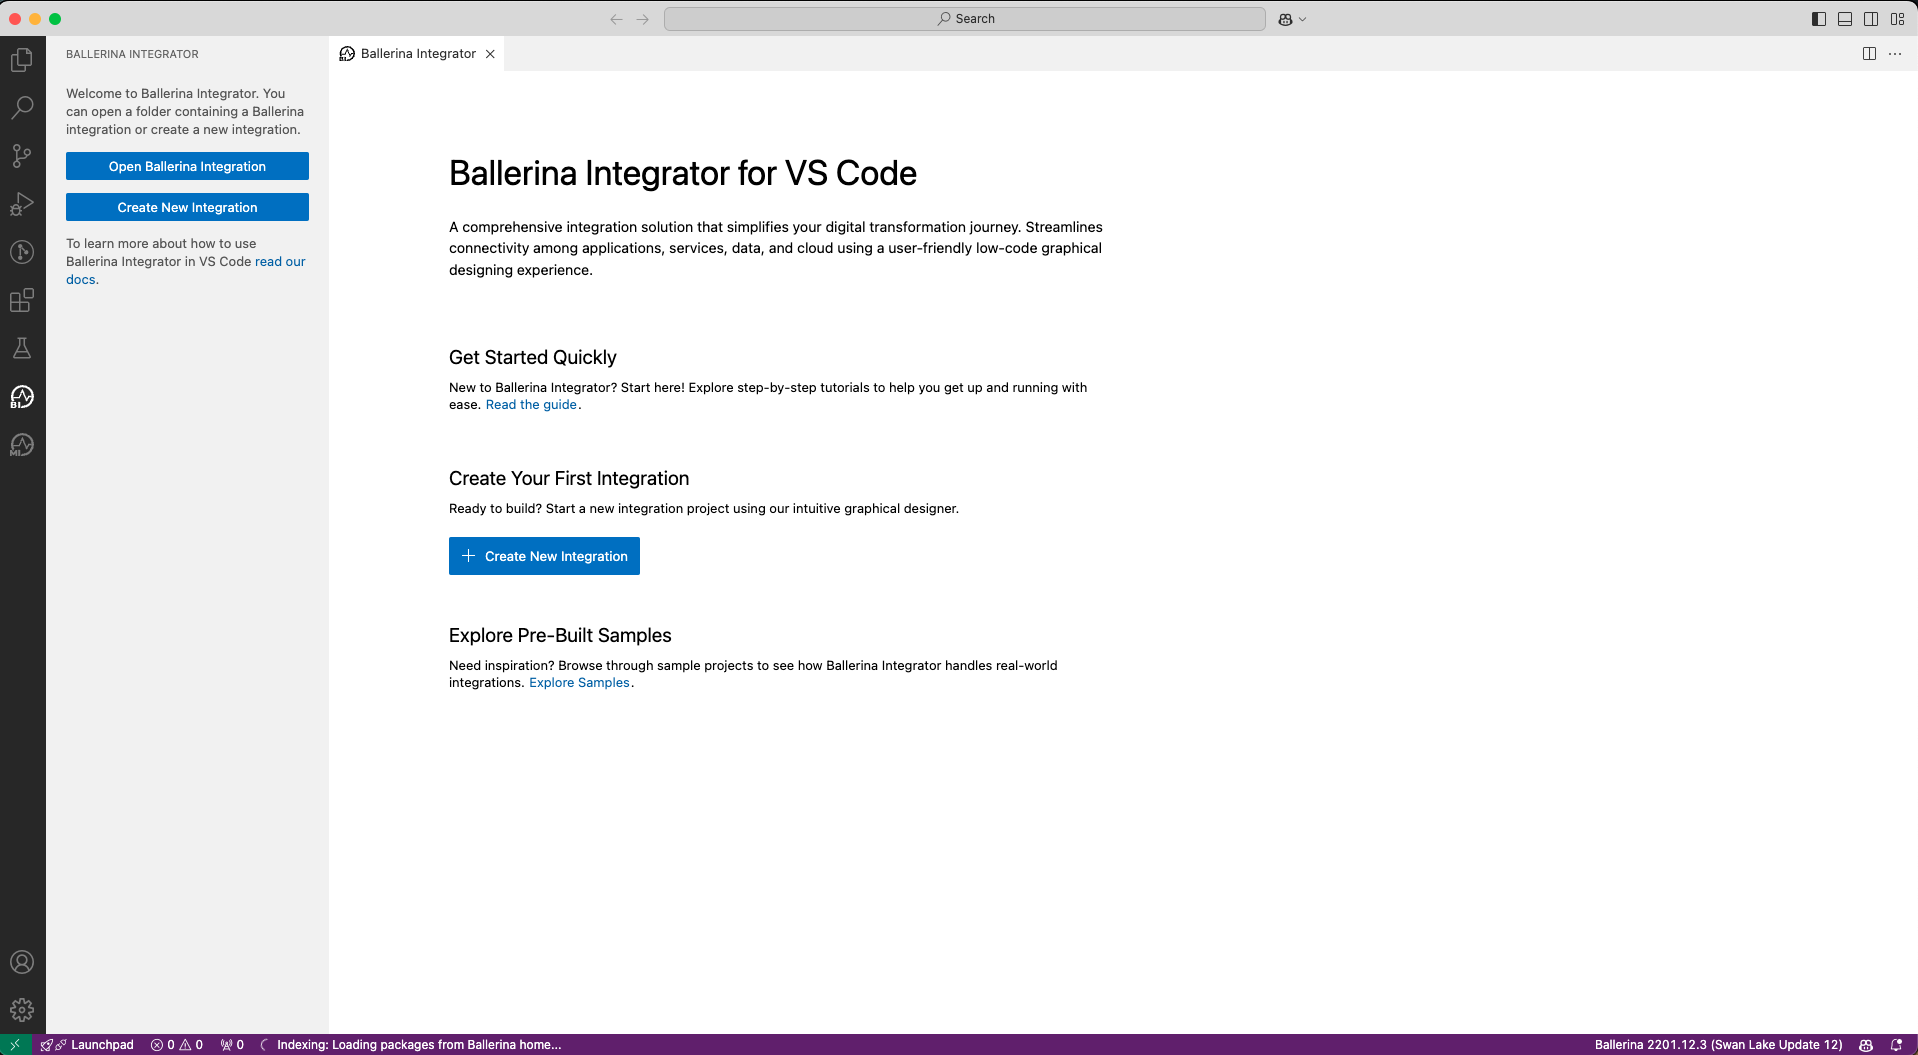 Search
BALLERINA INTEGRATOR
Welcome to Ballerina Integrator. You
can open a folder containing a Ballerina
integration or create a new integration.
Open Ballerina Integration
Create New Integration
To learn more about how to use
Ballerina Integrator in VS Code read our
docs.
Ballerina Integrator
Ballerina Integrator for VS Code
A comprehensive integration solution that simplifies your digital transformation journey. Streamlines
connectivity among applications, services, data, and cloud using a user-friendly low-code graphical
designing experience.
Get Started Quickly
New to Ballerina Integrator? Start here! Explore step-by-step tutorials to help you get up and running with
ease. Read the guide.
Create Your First Integration
Ready to build? Start a new integration project using our intuitive graphical designer.
Create New Integration
Explore Pre-Built Samples
Need inspiration? Browse through sample projects to see how Ballerina Integrator handles real-world
integrations. Explore Samples.
BI
MI
Launchpad 0 0 0 Indexing: Loading packages from Ballerina home... Ballerina 2201.12.3 (Swan Lake Update 12)